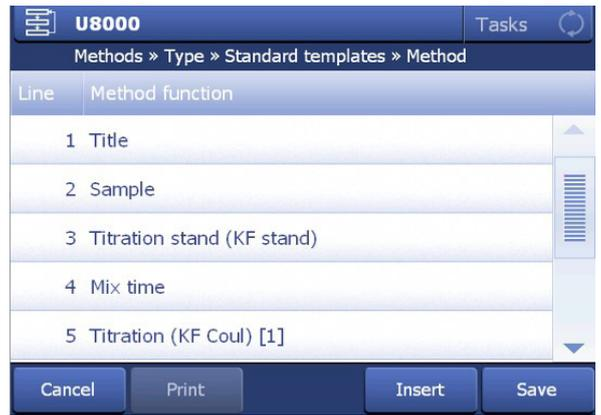 U8000 Tasks
Methods » Type » Standard templates » Method
Line Method function
1 Title
2 Sample
3 Titration stand (KF stand)
4 Mix time
5 Titration (KF Coul) [1]
Cancel Print Insert Save